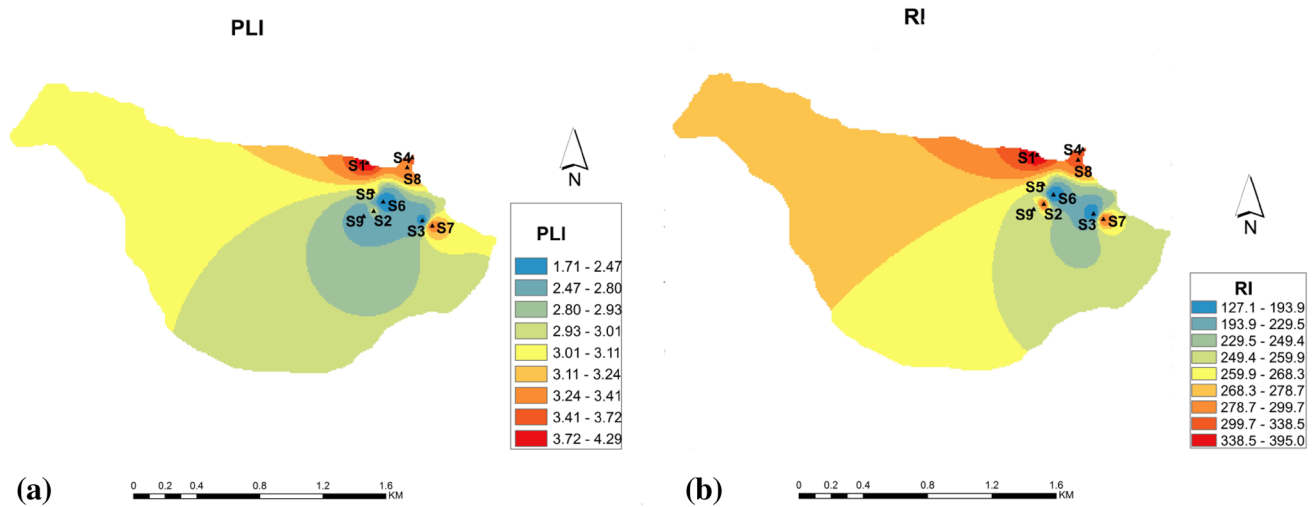 PLI
S1
S4
S8
S5
S6
S9
S2
S3
S7
N
PLI
1.71 - 2.47
2.47 - 2.80
2.80 - 2.93
2.93 - 3.01
3.01 - 3.11
3.11 - 3.24
3.24 - 3.41
3.41 - 3.72
3.72 - 4.29
(a)
0 0.2 0.4 0.8 1.2 1.6
KM
RI
S1
S4
S8
S5
S6
S9
S2
S3
S7
N
RI
127.1 - 193.9
193.9 - 229.5
229.5 - 249.4
249.4 - 259.9
259.9 - 268.3
268.3 - 278.7
278.7 - 299.7
299.7 - 338.5
338.5 - 395.0
(b)
0 0.2 0.4 0.8 1.2 1.6
KM